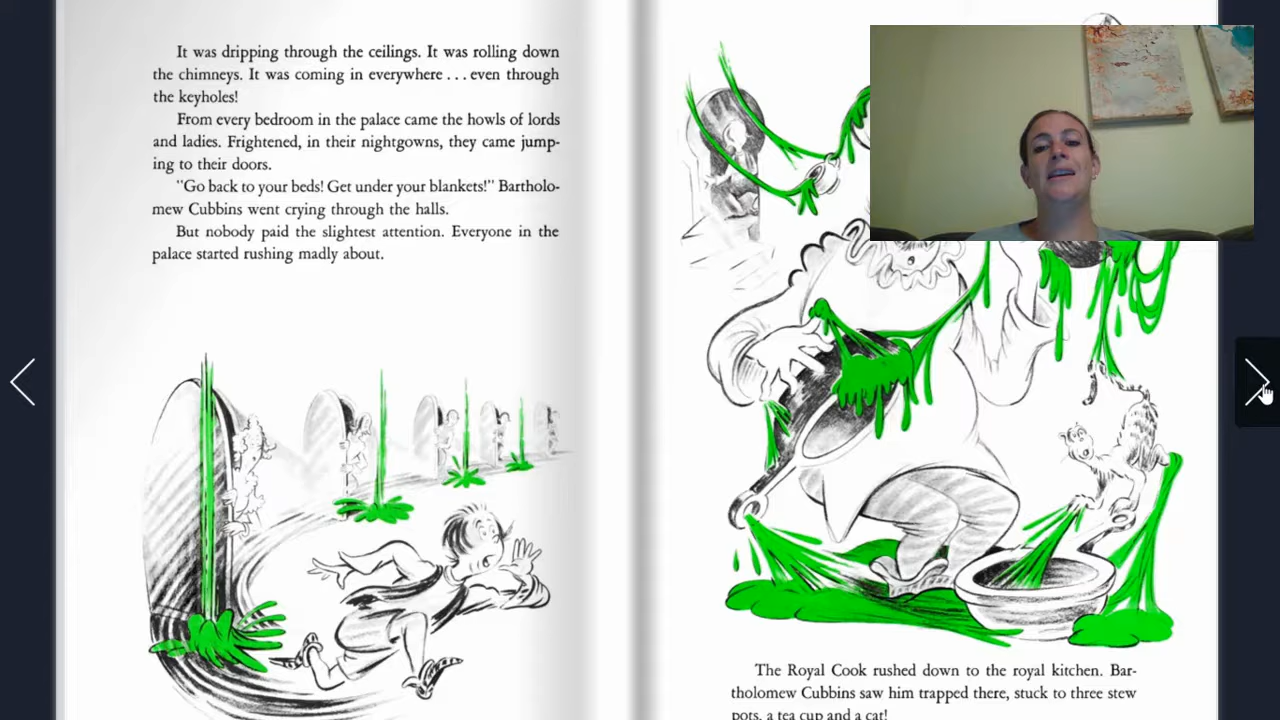 It was dripping through the ceilings. It was rolling down
the chimneys. It was coming in everywhere . . . even through
the keyholes!
From every bedroom in the palace came the howls of lords
and ladies. Frightened, in their nightgowns, they came jump-
ing to their doors.
"Go back to your beds! Get under your blankets!" Bartholo-
mew Cubbins went crying through the halls.
But nobody paid the slightest attention. Everyone in the
palace started rushing madly about.
The Royal Cook rushed down to the royal kitchen. Bar-
tholomew Cubbins saw him trapped there, stuck to three stew
pots, a tea cup and a cat!